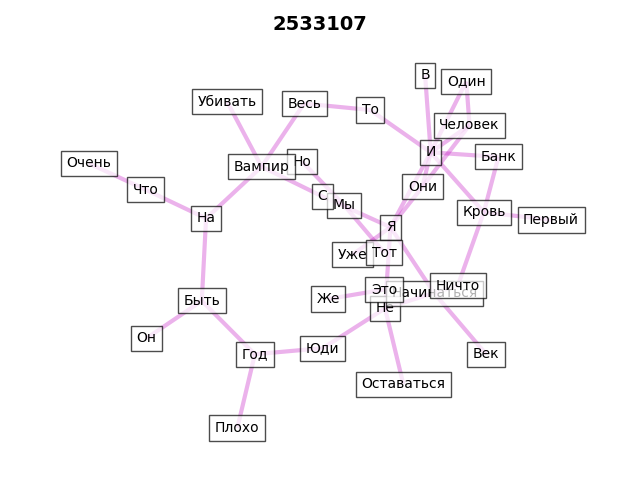 2533107
В
Один
Убивать
Весь
То
Человек
И
Банк
Очень
Вампир
Но
Что
Они
С
Мы
Кровь
Первый
На
Я
Уже
Тот
Ничто
Это
Начинаться
Же
Быть
Не
Он
Юди
Год
Век
Оставаться
Плохо